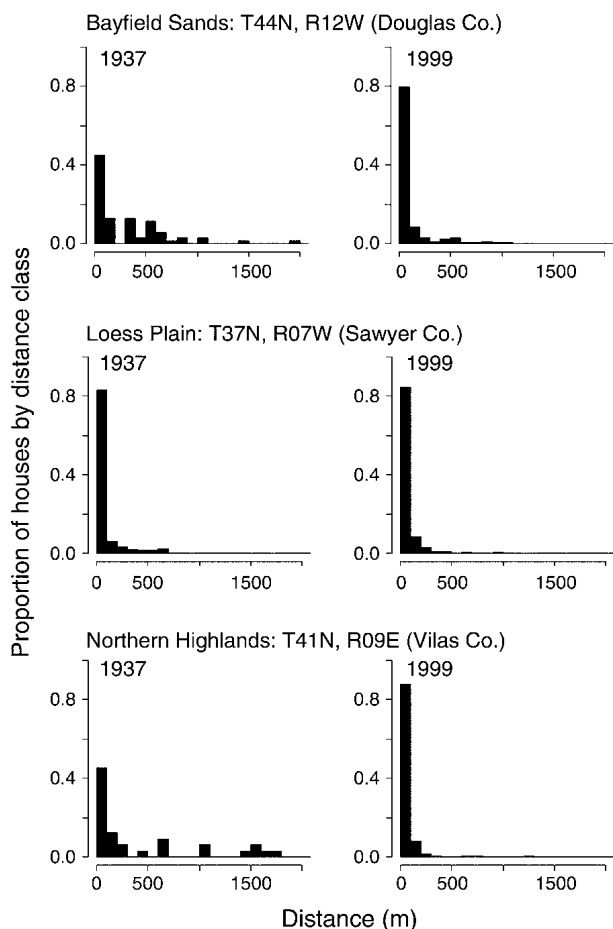 Bayfield Sands: T44N, R12W (Douglas Co.)
1937
1999
0.8
0.4
0.0
0.8
0.4
0.0
0 500 1500
0 500 1500
Loess Plain: T37N, R07W (Sawyer Co.)
1937
1999
0.8
0.4
0.0
0.8
0.4
0.0
0 500 1500
0 500 1500
Northern Highlands: T41N, R09E (Vilas Co.)
1937
1999
0.8
0.4
0.0
0.8
0.4
0.0
0 500 1500
0 500 1500
Proportion of houses by distance class
Distance (m)